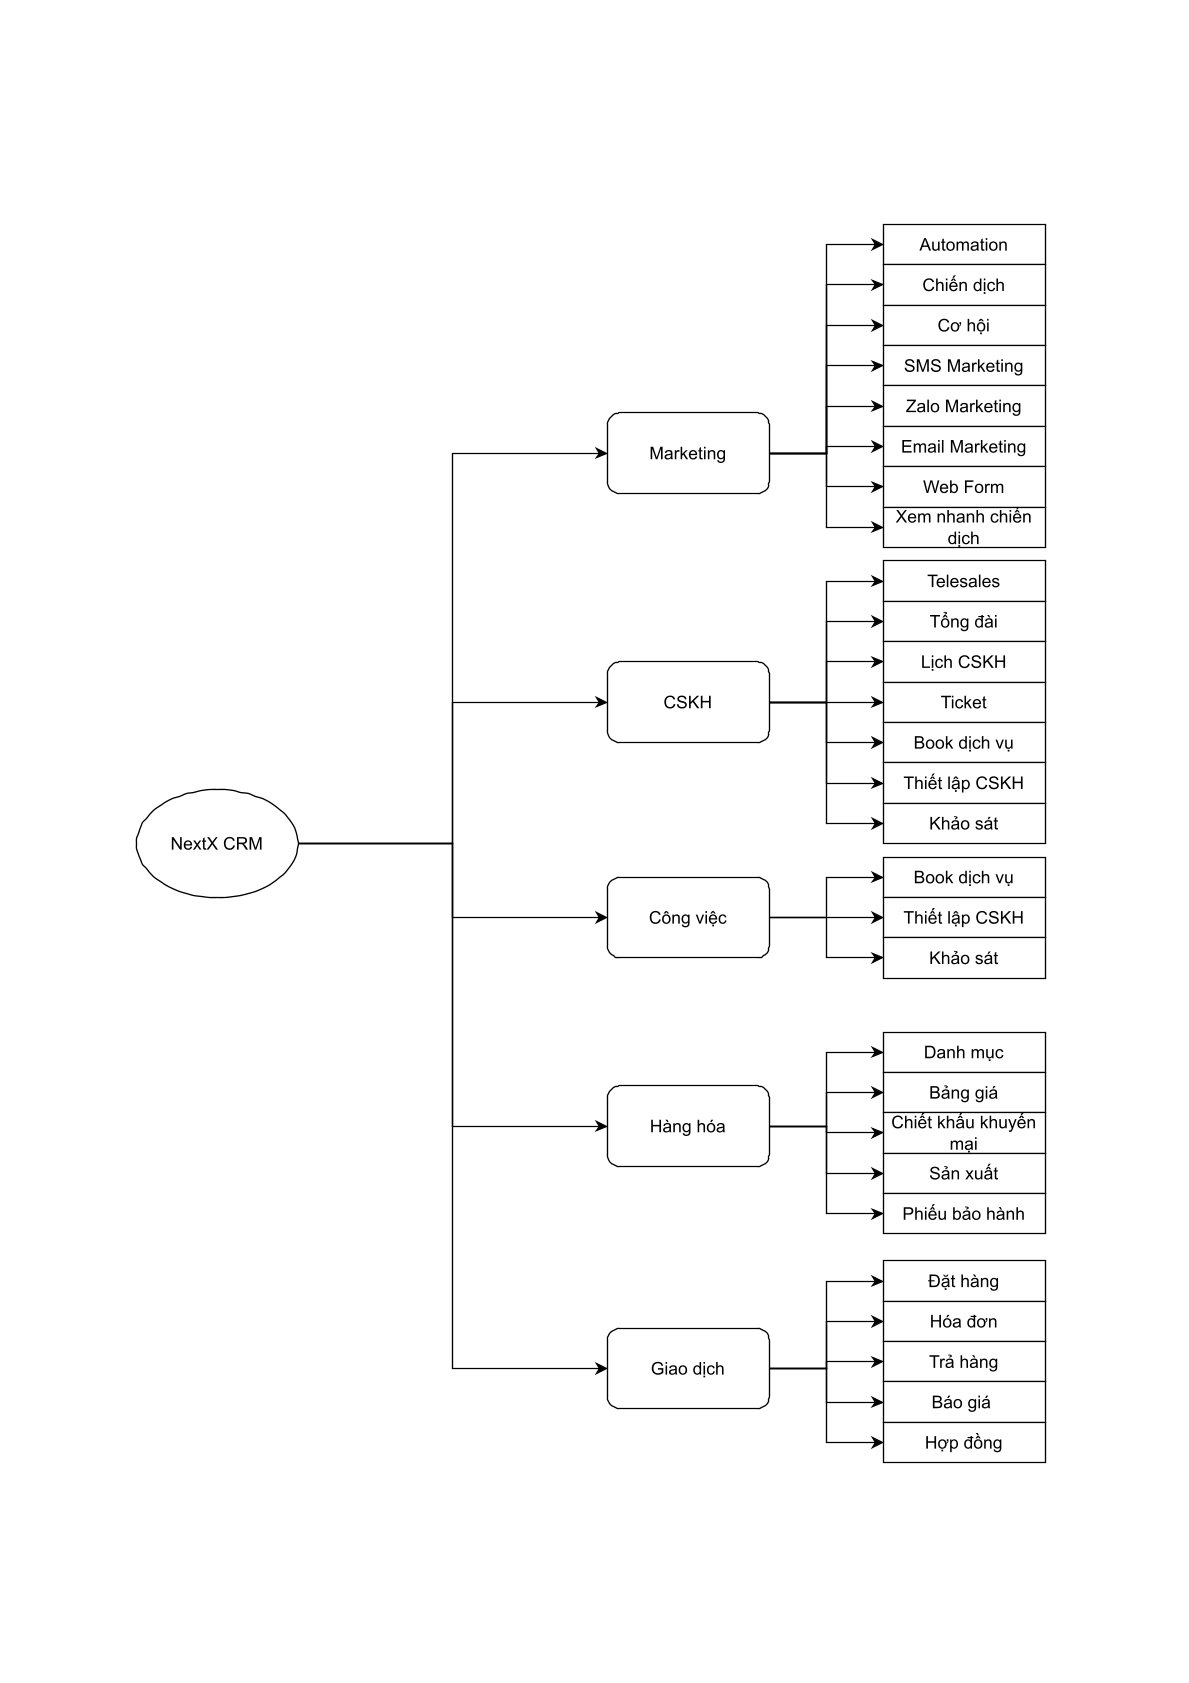 NextX CRM
Marketing
Automation
Chiến dịch
Cơ hội
SMS Marketing
Zalo Marketing
Email Marketing
Web Form
Xem nhanh chiến
dịch
CSKH
Telesales
Tổng đài
Lịch CSKH
Ticket
Book dịch vụ
Thiết lập CSKH
Khảo sát
Công việc
Book dịch vụ
Thiết lập CSKH
Khảo sát
Hàng hóa
Danh mục
Bảng giá
Chiết khấu khuyến
mại
Sản xuất
Phiếu bảo hành
Giao dịch
Đặt hàng
Hóa đơn
Trả hàng
Báo giá
Hợp đồng